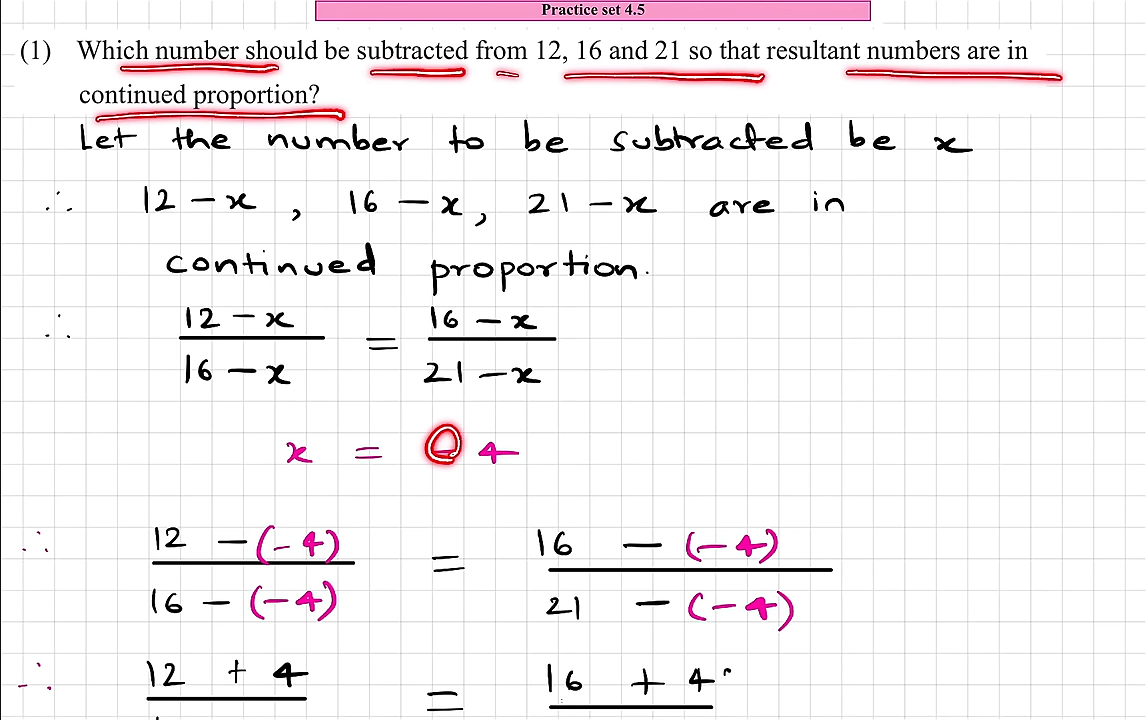 Practice set 4.5
(1) Which number should be subtracted from 12, 16 and 21 so that resultant numbers are in
continued proportion?
Let the number to be subtracted be x
∴ 12 - x , 16 - x, 21 - x are in
continued proportion.
∴ 12 - x / 16 - x = 16 - x / 21 - x
x = - 4
∴ 12 - (-4) / 16 - (-4) = 16 - (-4) / 21 - (-4)
∴ 12 + 4 = 16 + 4